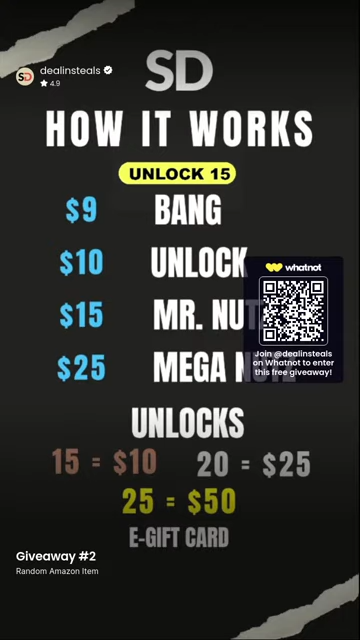 SD
dealinsteals
SD
★ 4.9
HOW IT WORKS
UNLOCK 15
$9 BANG
$10 UNLOCK
$15 MR.
$25 MEGA
whatnot
Join @dealinsteals
on Whatnot to enter
this free giveaway!
UNLOCKS
15 = $10 20 = $25
25 = $50
E-GIFT CARD
Giveaway #2
Random Amazon Item